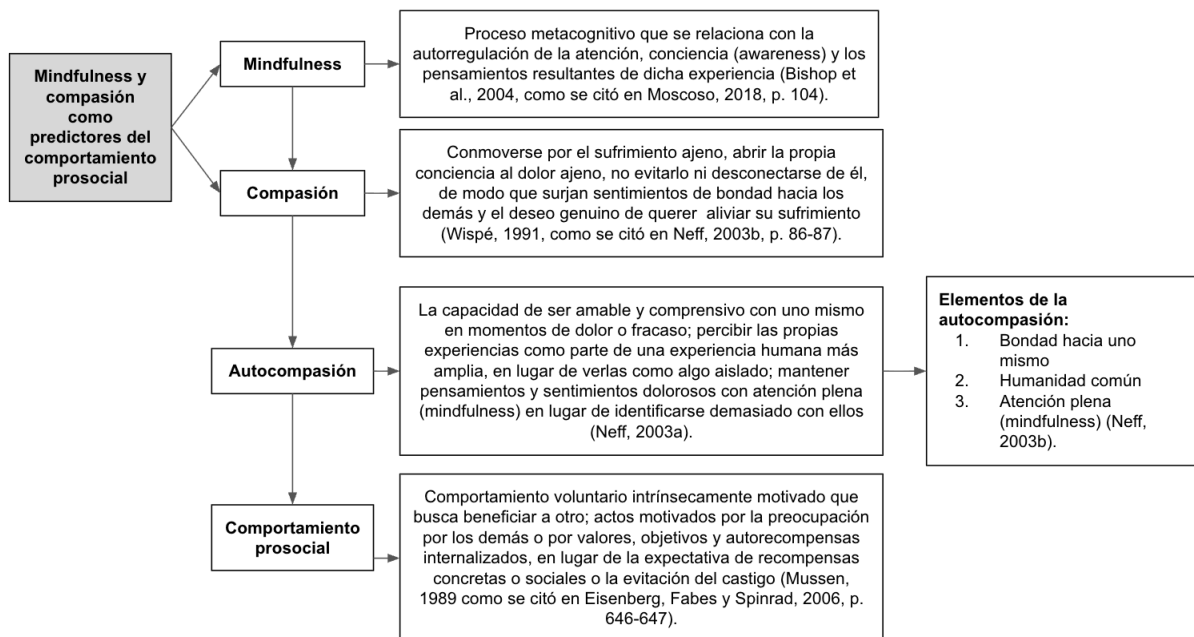 Mindfulness y
compasión
como
predictores del
comportamiento
prosocial
Mindfulness
Proceso metacognitivo que se relaciona con la
autorregulación de la atención, conciencia (awareness) y los
pensamientos resultantes de dicha experiencia (Bishop et
al., 2004, como se citó en Moscoso, 2018, p. 104).
Compasión
Conmoverse por el sufrimiento ajeno, abrir la propia
conciencia al dolor ajeno, no evitarlo ni desconectarse de él,
de modo que surjan sentimientos de bondad hacia los
demás y el deseo genuino de querer aliviar su sufrimiento
(Wispé, 1991, como se citó en Neff, 2003b, p. 86-87).
Autocompasión
La capacidad de ser amable y comprensivo con uno mismo
en momentos de dolor o fracaso; percibir las propias
experiencias como parte de una experiencia humana más
amplia, en lugar de verlas como algo aislado; mantener
pensamientos y sentimientos dolorosos con atención plena
(mindfulness) en lugar de identificarse demasiado con ellos
(Neff, 2003a).
Elementos de la
autocompasión:
1. Bondad hacia uno
mismo
2. Humanidad común
3. Atención plena
(mindfulness) (Neff,
2003b).
Comportamiento
prosocial
Comportamiento voluntario intrínsecamente motivado que
busca beneficiar a otro; actos motivados por la preocupación
por los demás o por valores, objetivos y autorecompensas
internalizados, en lugar de la expectativa de recompensas
concretas o sociales o la evitación del castigo (Mussen,
1989 como se citó en Eisenberg, Fabes y Spinrad, 2006, p.
646-647).